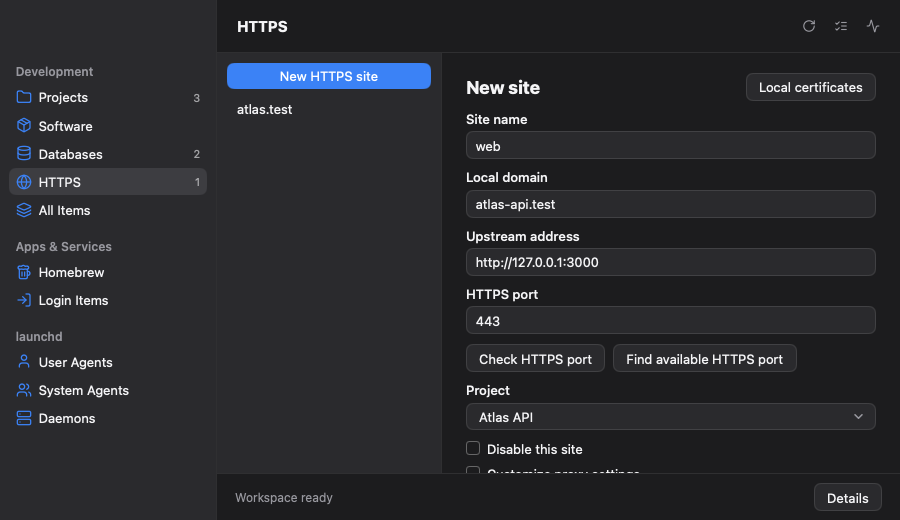 HTTPS
Development
Projects 3
Software
Databases 2
HTTPS 1
All Items
Apps & Services
Homebrew
Login Items
launchd
User Agents
System Agents
Daemons
New HTTPS site
atlas.test
New site
Local certificates
Site name
web
Local domain
atlas-api.test
Upstream address
http://127.0.0.1:3000
HTTPS port
443
Check HTTPS port
Find available HTTPS port
Project
Atlas API
Disable this site
Customize proxy settings
Workspace ready
Details